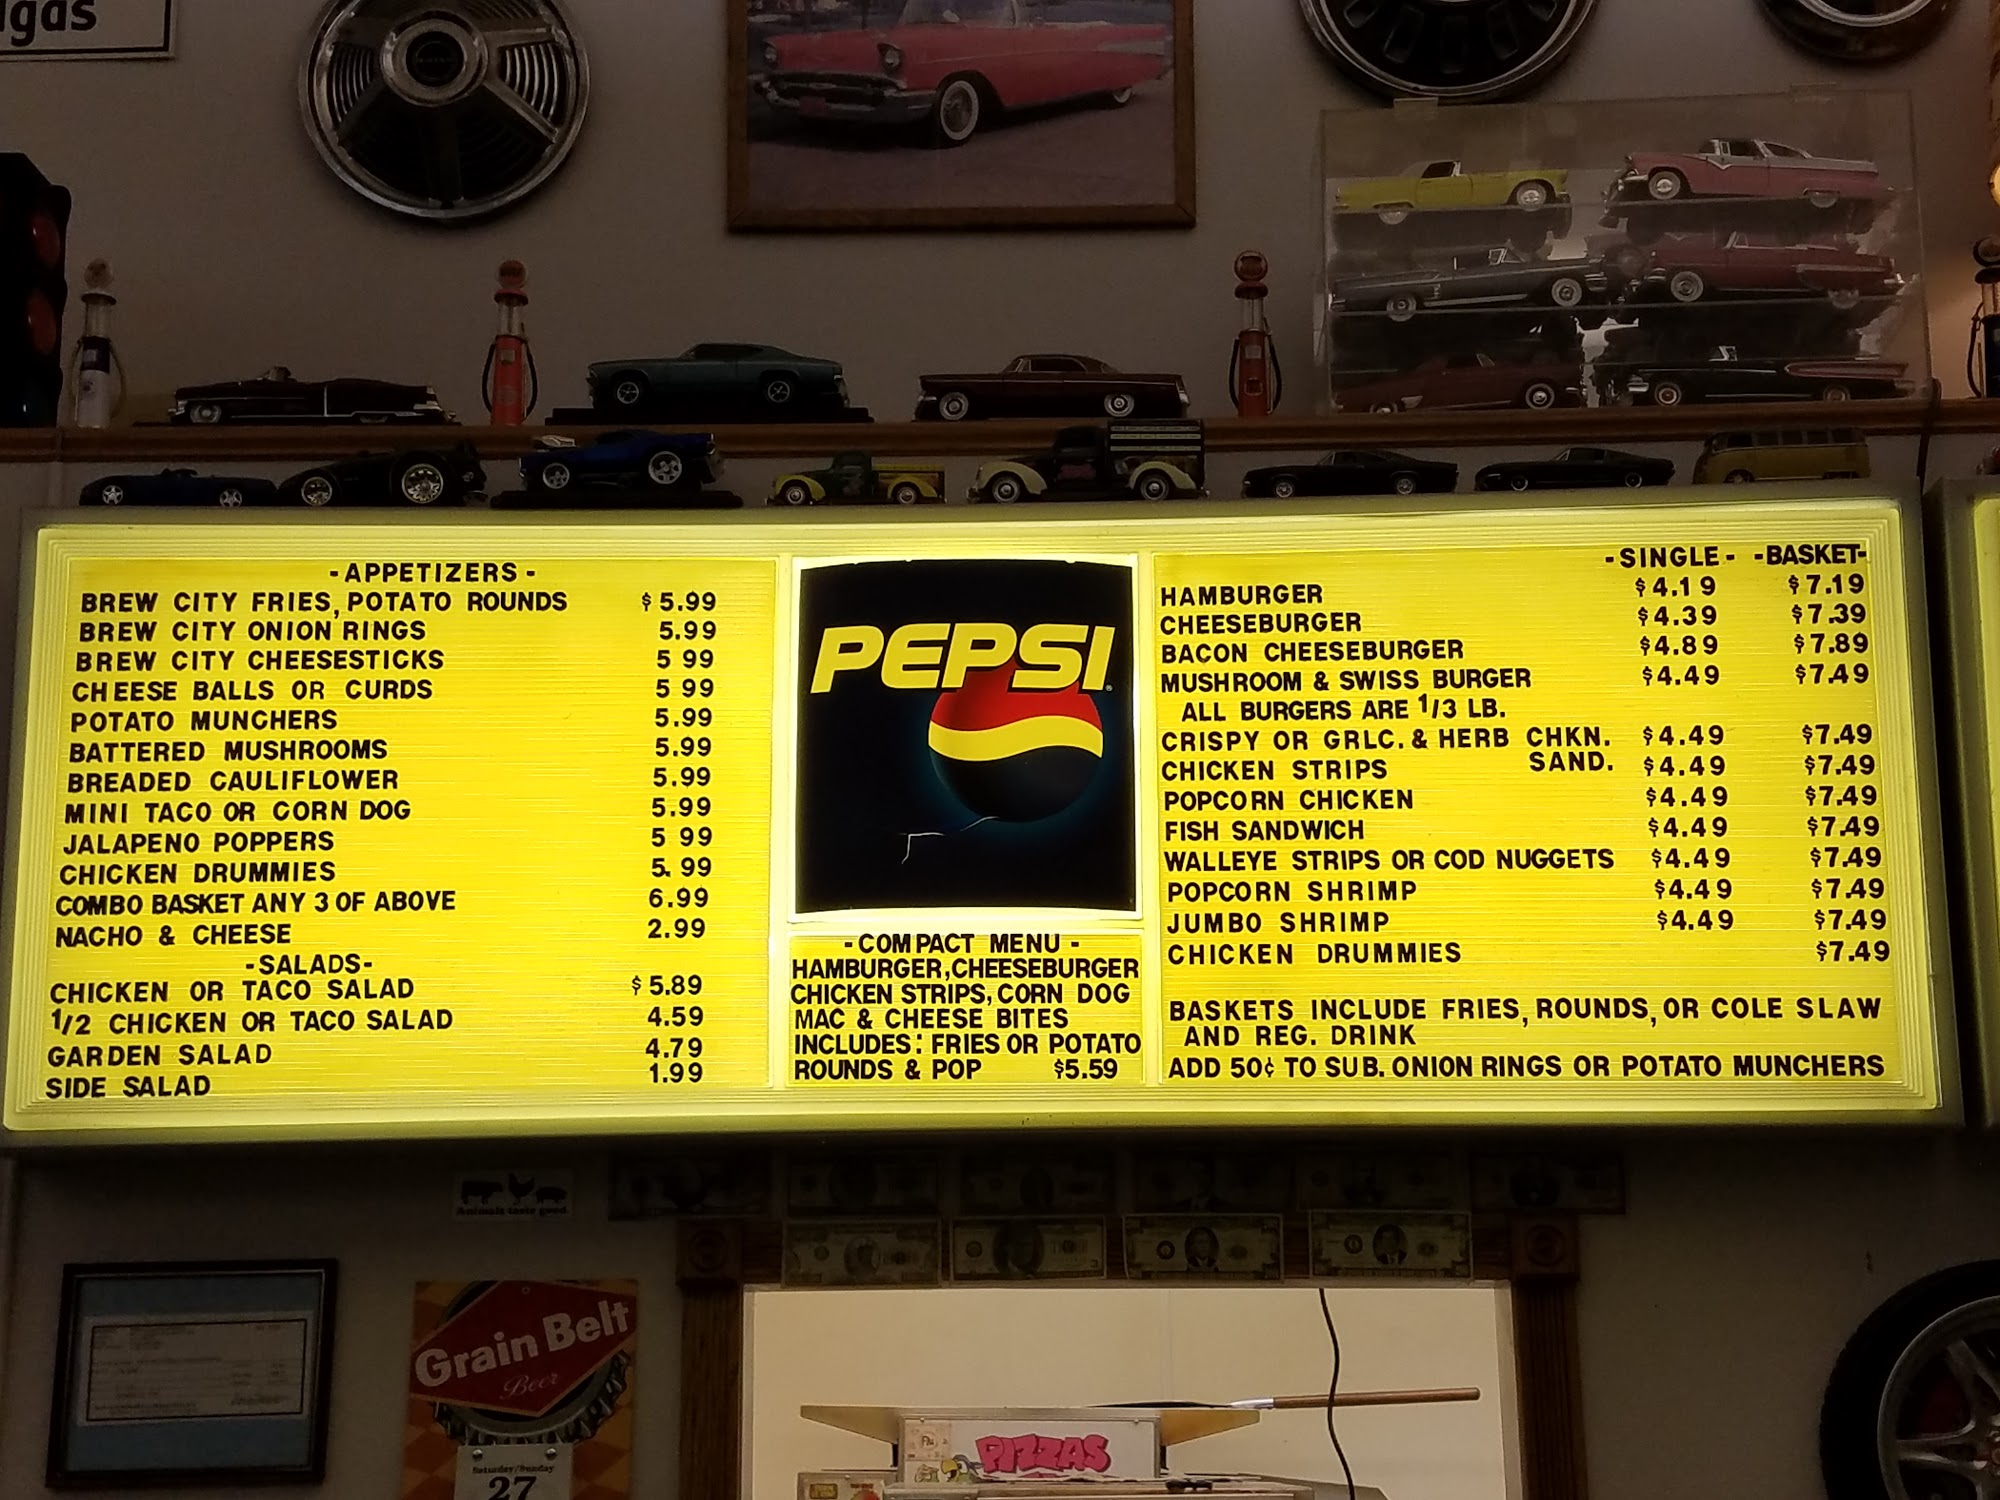 gas
-APPETIZERS-
BREW CITY FRIES, POTATO ROUNDS $5.99
BREW CITY ONION RINGS 5.99
BREW CITY CHEESESTICKS 5 99
CHEESE BALLS OR CURDS 5 99
POTATO MUNCHERS 5.99
BATTERED MUSHROOMS 5.99
BREADED CAULIFLOWER 5.99
MINI TACO OR CORN DOG 5.99
JALAPENO POPPERS 5 99
CHICKEN DRUMMIES 5.99
COMBO BASKET ANY 3 OF ABOVE 6.99
NACHO & CHEESE 2.99
-SALADS-
CHICKEN OR TACO SALAD $5.89
1/2 CHICKEN OR TACO SALAD 4.59
GARDEN SALAD 4.79
SIDE SALAD 1.99
PEPSI
-COMPACT MENU-
HAMBURGER, CHEESEBURGER
CHICKEN STRIPS, CORN DOG
MAC & CHEESE BITES
INCLUDES: FRIES OR POTATO
ROUNDS & POP $5.59
-SINGLE- -BASKET-
HAMBURGER $4.19 $7.19
CHEESEBURGER $4.39 $7.39
BACON CHEESEBURGER $4.89 $7.89
MUSHROOM & SWISS BURGER $4.49 $7.49
ALL BURGERS ARE 1/3 LB.
CRISPY OR GRLC. & HERB CHKN. $4.49 $7.49
SAND.
CHICKEN STRIPS $4.49 $7.49
POPCORN CHICKEN $4.49 $7.49
FISH SANDWICH $4.49 $7.49
WALLEYE STRIPS OR COD NUGGETS $4.49 $7.49
POPCORN SHRIMP $4.49 $7.49
JUMBO SHRIMP $4.49 $7.49
CHICKEN DRUMMIES $7.49
BASKETS INCLUDE FRIES, ROUNDS, OR COLE SLAW
AND REG. DRINK
ADD 50¢ TO SUB. ONION RINGS OR POTATO MUNCHERS
Animals taste good.
Grain Belt
Beer
Saturday/Sunday
27
PIZZAS